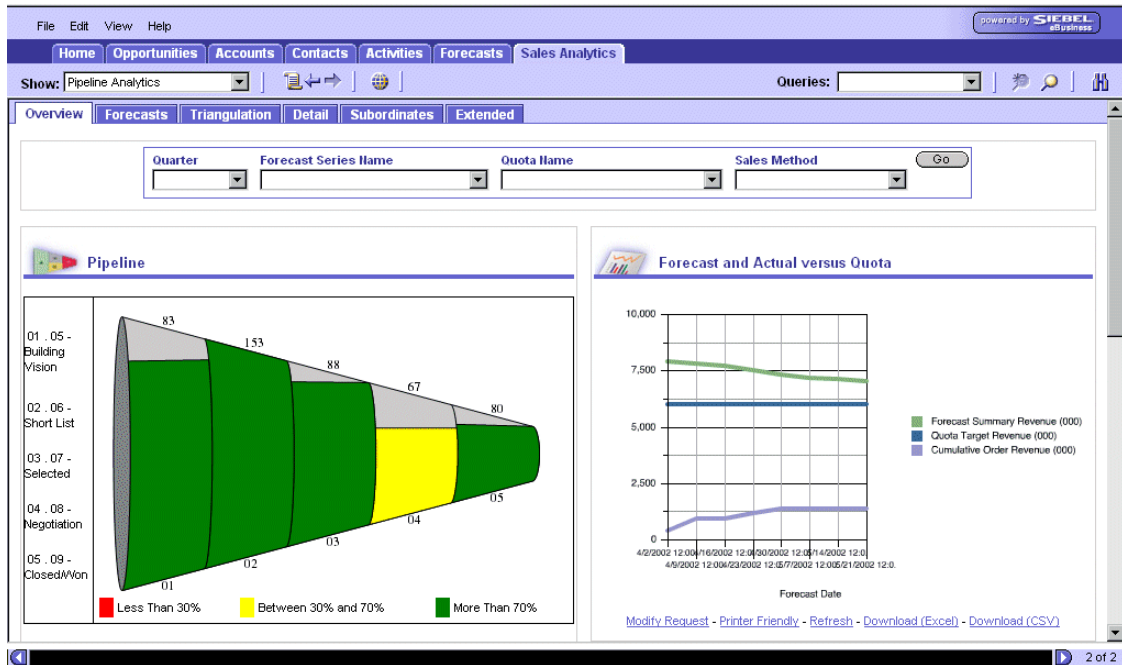 File Edit View Help
powered by SIEBEL eBusiness
Home Opportunities Accounts Contacts Activities Forecasts Sales Analytics
Show: Pipeline Analytics
Queries:
Overview Forecasts Triangulation Detail Subordinates Extended
Quarter Forecast Series Name Quota Name Sales Method Go
Pipeline
01 . 05 -
Building
Vision
02 . 06 -
Short List
03 . 07 -
Selected
04 . 08 -
Negotiation
05 . 09 -
Closed/Won
83
153
88
67
80
01
02
03
04
05
Less Than 30% Between 30% and 70% More Than 70%
Forecast and Actual versus Quota
10,000
7,500
5,000
2,500
0
Forecast Summary Revenue (000)
Quota Target Revenue (000)
Cumulative Order Revenue (000)
Forecast Date
Modify Request - Printer Friendly - Refresh - Download (Excel) - Download (CSV)
2 of 2